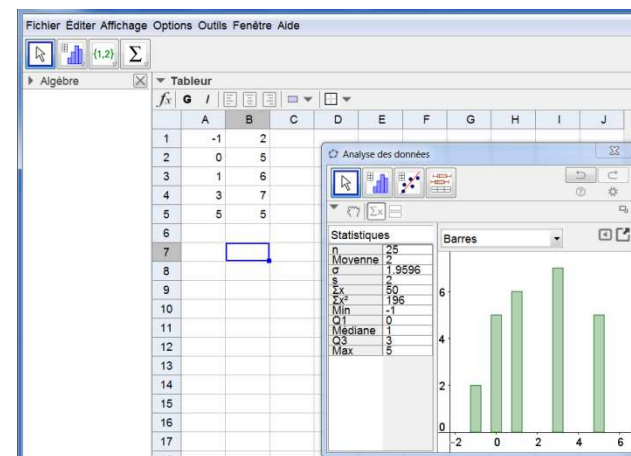 Fichier Éditer Affichage Options Outils Fenêtre Aide
{1,2} Σ
Algèbre
Tableur
fx G I
A B C D E F G H I J
1 -1 2
2 0 5
3 1 6
4 3 7
5 5 5
6
7
8
9
10
11
12
13
14
15
16
17
Analyse des données
Σx
Statistiques
n 25
Moyenne 2
σ 1.9596
s 2
Σx 50
Σx² 196
Min -1
Q1 0
Médiane 1
Q3 3
Max 5
Barres
6
4
2
0
-2 0 2 4 6